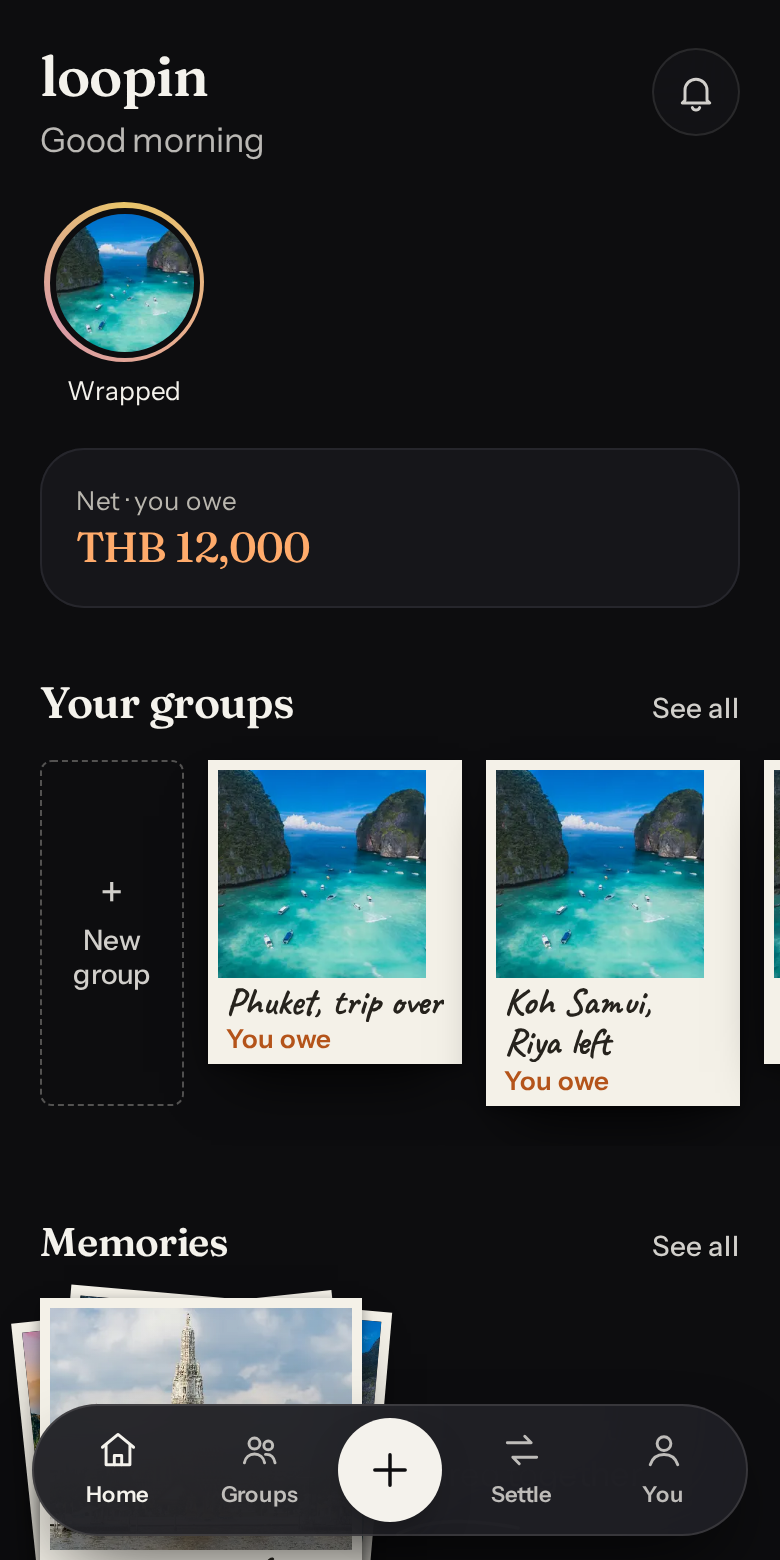 loopin
Good morning
Wrapped
Net · you owe
THB 12,000
Your groups
See all
+
New
group
Phuket, trip over
You owe
Koh Samui,
Riya left
You owe
Memories
See all
Home
Groups
Settle
You